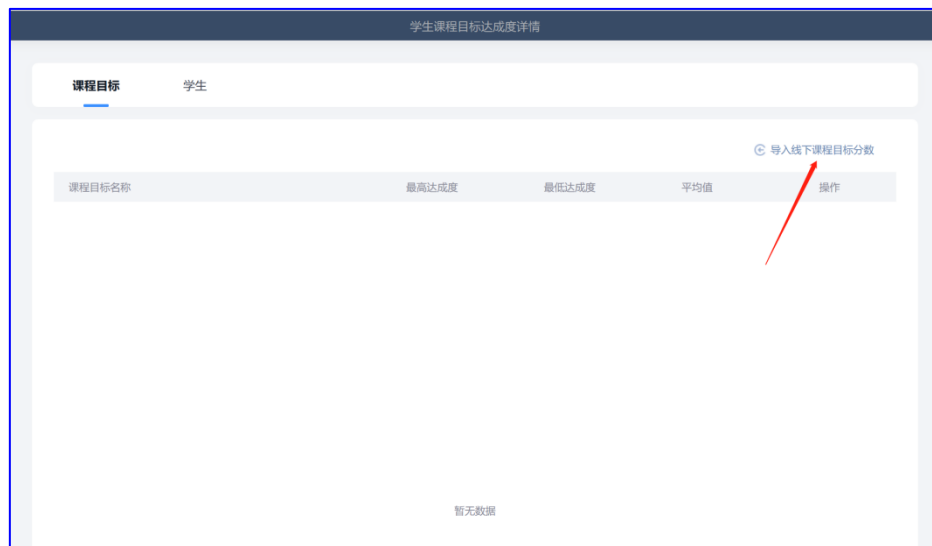 学生课程目标达成度详情
课程目标 学生
导入线下课程目标分数
课程目标名称 最高达成度 最低达成度 平均值 操作
暂无数据